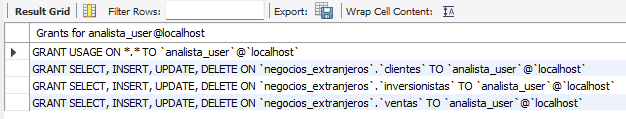 Result Grid Filter Rows: Export: Wrap Cell Content:
Grants for analista_user@localhost
GRANT USAGE ON *.* TO `analista_user`@`localhost`
GRANT SELECT, INSERT, UPDATE, DELETE ON `negocios_extranjeros`.`clientes` TO `analista_user`@`localhost`
GRANT SELECT, INSERT, UPDATE, DELETE ON `negocios_extranjeros`.`inversionistas` TO `analista_user`@`localhost`
GRANT SELECT, INSERT, UPDATE, DELETE ON `negocios_extranjeros`.`ventas` TO `analista_user`@`localhost`